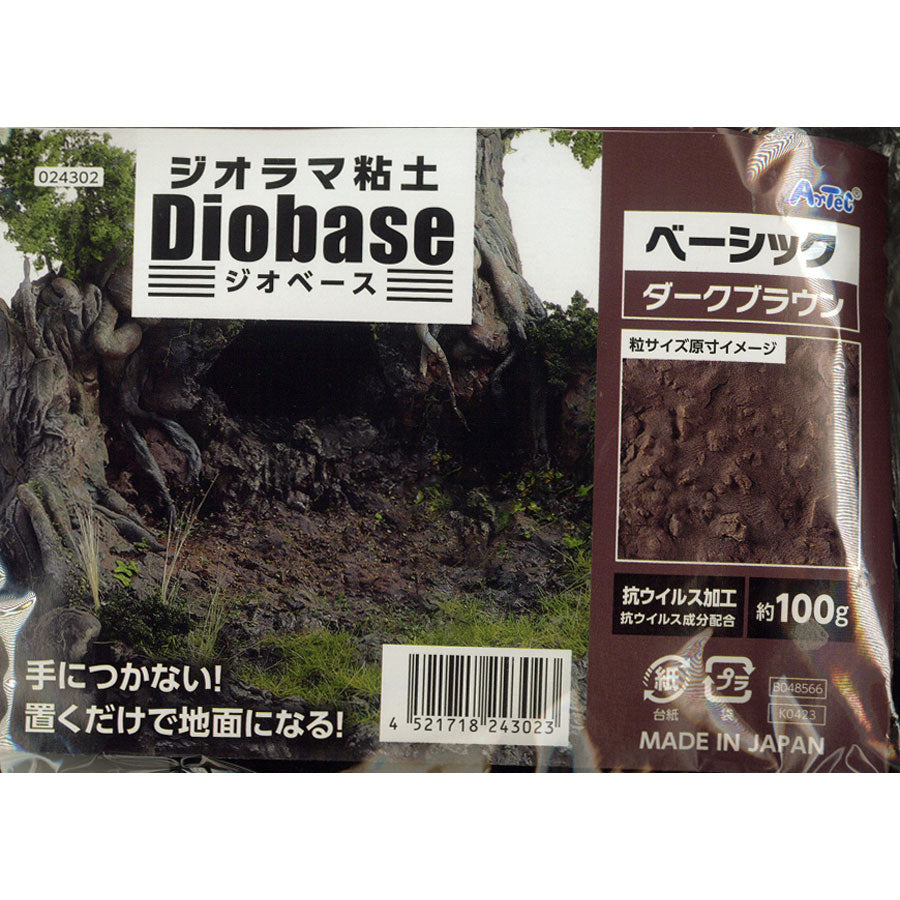 024302
ジオラマ粘土
Diobase
ジオベース
ArTeC®
ベーシック
ダークブラウン
粒サイズ原寸イメージ
抗ウイルス加工
抗ウイルス成分配合
約100g
手につかない!
置くだけで地面になる!
4 521718 243023
紙
台紙
プラ
袋
B048566
K0423
MADE IN JAPAN